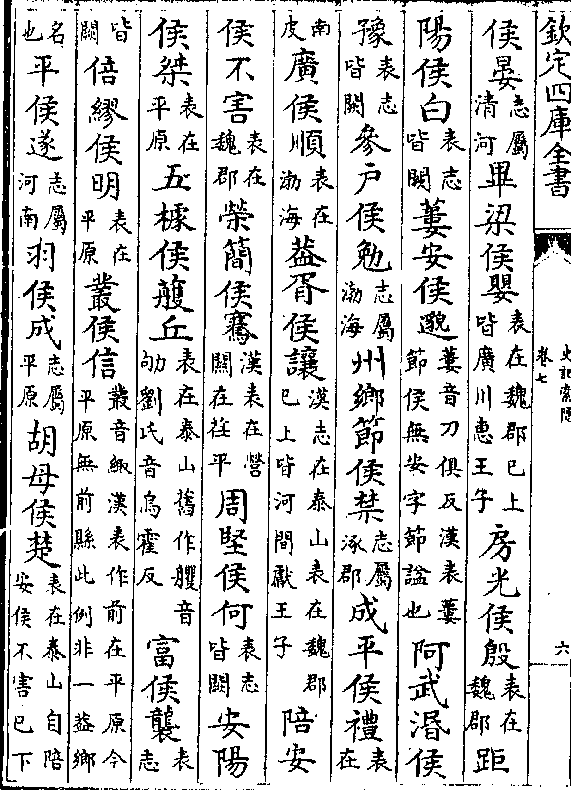 欽定四庫全書
史記索隱
卷七
六
侯晏志屬清河畢梁侯嬰表在魏郡已上皆廣川惠王子房光侯殷表在魏郡距
陽侯白表志皆闕蔞安侯邈蔞音刀俱反漢表蔞節侯無安字節諡也阿武湣侯
豫表志皆闕參户侯勉志屬渤海州鄉節侯禁志屬涿郡成平侯禮表在
南皮廣侯順表在渤海益胥侯讓漢志在泰山表在魏郡已上皆河間獻王子陪安
侯不害表在魏郡榮簡侯騫漢表在營關在茌平周堅侯何表志皆闕安陽
侯桀表在平原五㯫侯雘丘表在泰山舊作䑏音劬劉氏音烏霍反富侯襲表志
皆闕倍繆侯明表在平原叢侯信叢音緅漢表作前在平原今平原無前縣此例非一蓋鄉
名也平侯遂志屬河南羽侯成志屬平原胡母侯楚表在泰山自陪安侯不害已下